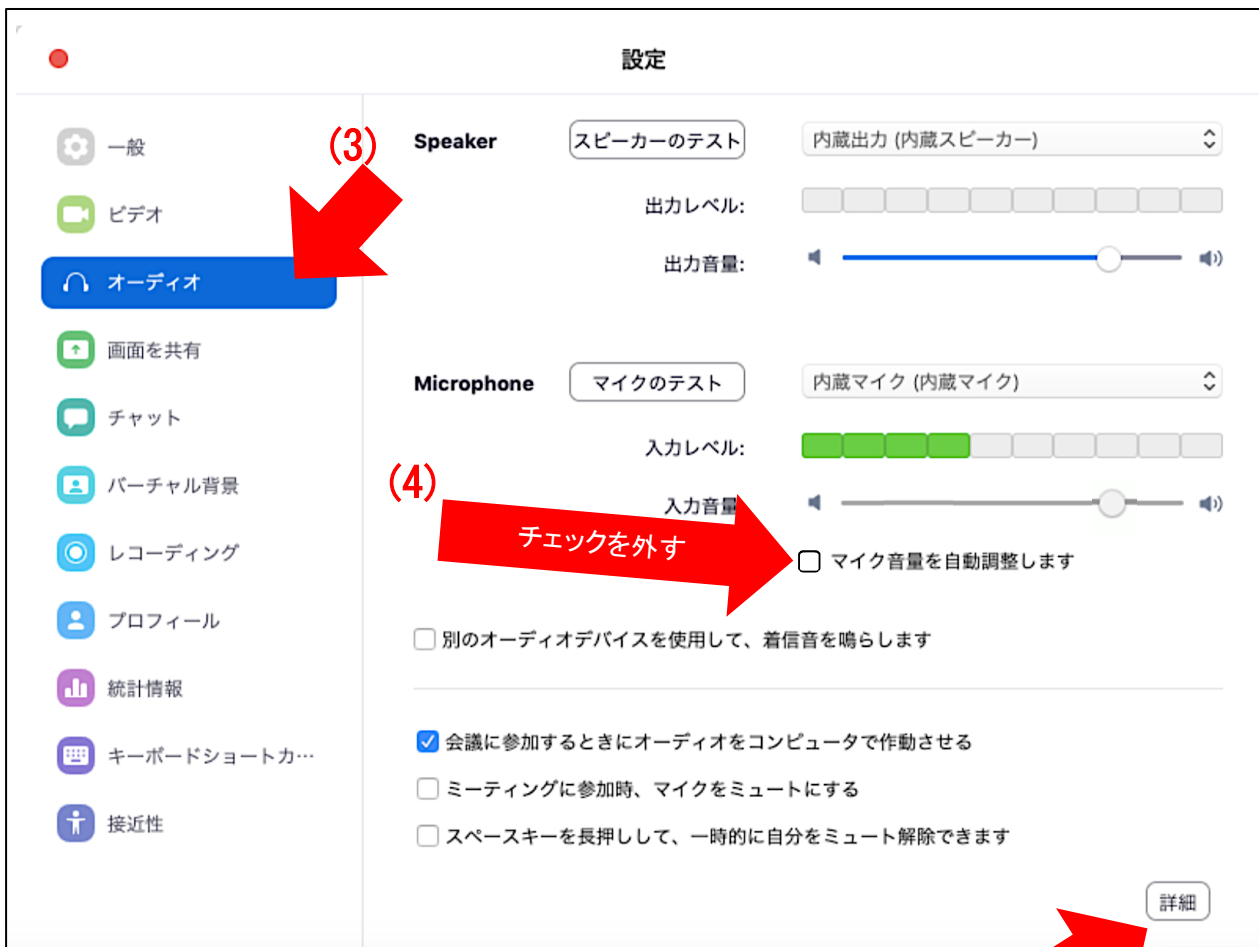 設定
一般
ビデオ
オーディオ
画面を共有
チャット
バーチャル背景
レコーディング
プロフィール
統計情報
キーボードショートカ…
接近性
(3)
Speaker スピーカーのテスト 内蔵出力 (内蔵スピーカー)
出力レベル:
出力音量:
Microphone マイクのテスト 内蔵マイク (内蔵マイク)
入力レベル:
(4)
入力音量
チェックを外す
マイク音量を自動調整します
別のオーディオデバイスを使用して、着信音を鳴らします
会議に参加するときにオーディオをコンピュータで作動させる
ミーティングに参加時、マイクをミュートにする
スペースキーを長押しして、一時的に自分をミュート解除できます
詳細